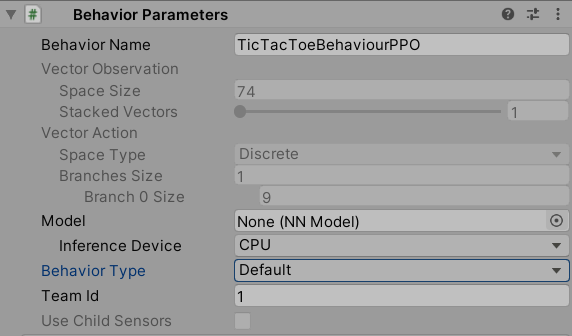 # Behavior Parameters
Behavior Name TicTacToeBehaviourPPO
Vector Observation
Space Size 74
Stacked Vectors 1
Vector Action
Space Type Discrete
Branches Size 1
Branch 0 Size 9
Model None (NN Model)
Inference Device CPU
Behavior Type Default
Team Id 1
Use Child Sensors